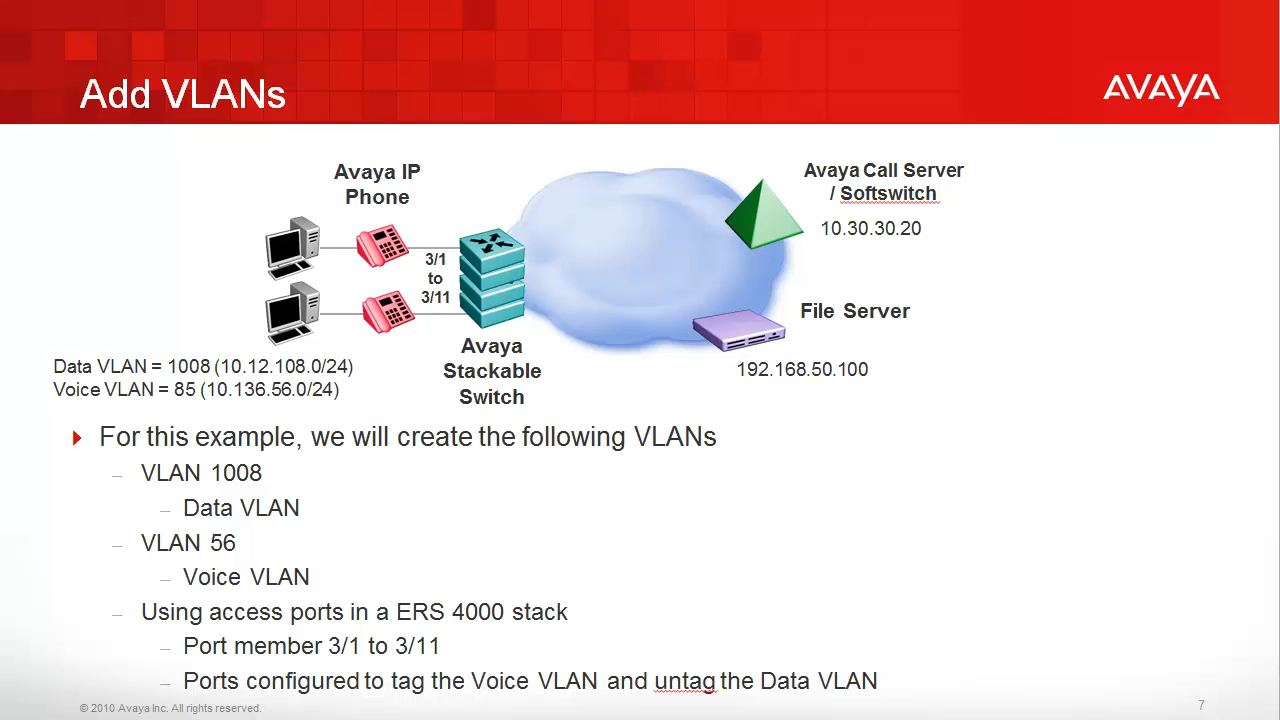 Add VLANs
AVAYA
Avaya IP
Phone
Avaya Call Server
/ Softswitch
10.30.30.20
3/1
to
3/11
File Server
192.168.50.100
Avaya
Stackable
Switch
Data VLAN = 1008 (10.12.108.0/24)
Voice VLAN = 85 (10.136.56.0/24)
For this example, we will create the following VLANs
– VLAN 1008
– Data VLAN
– VLAN 56
– Voice VLAN
– Using access ports in a ERS 4000 stack
– Port member 3/1 to 3/11
– Ports configured to tag the Voice VLAN and untag the Data VLAN
© 2010 Avaya Inc. All rights reserved.
7